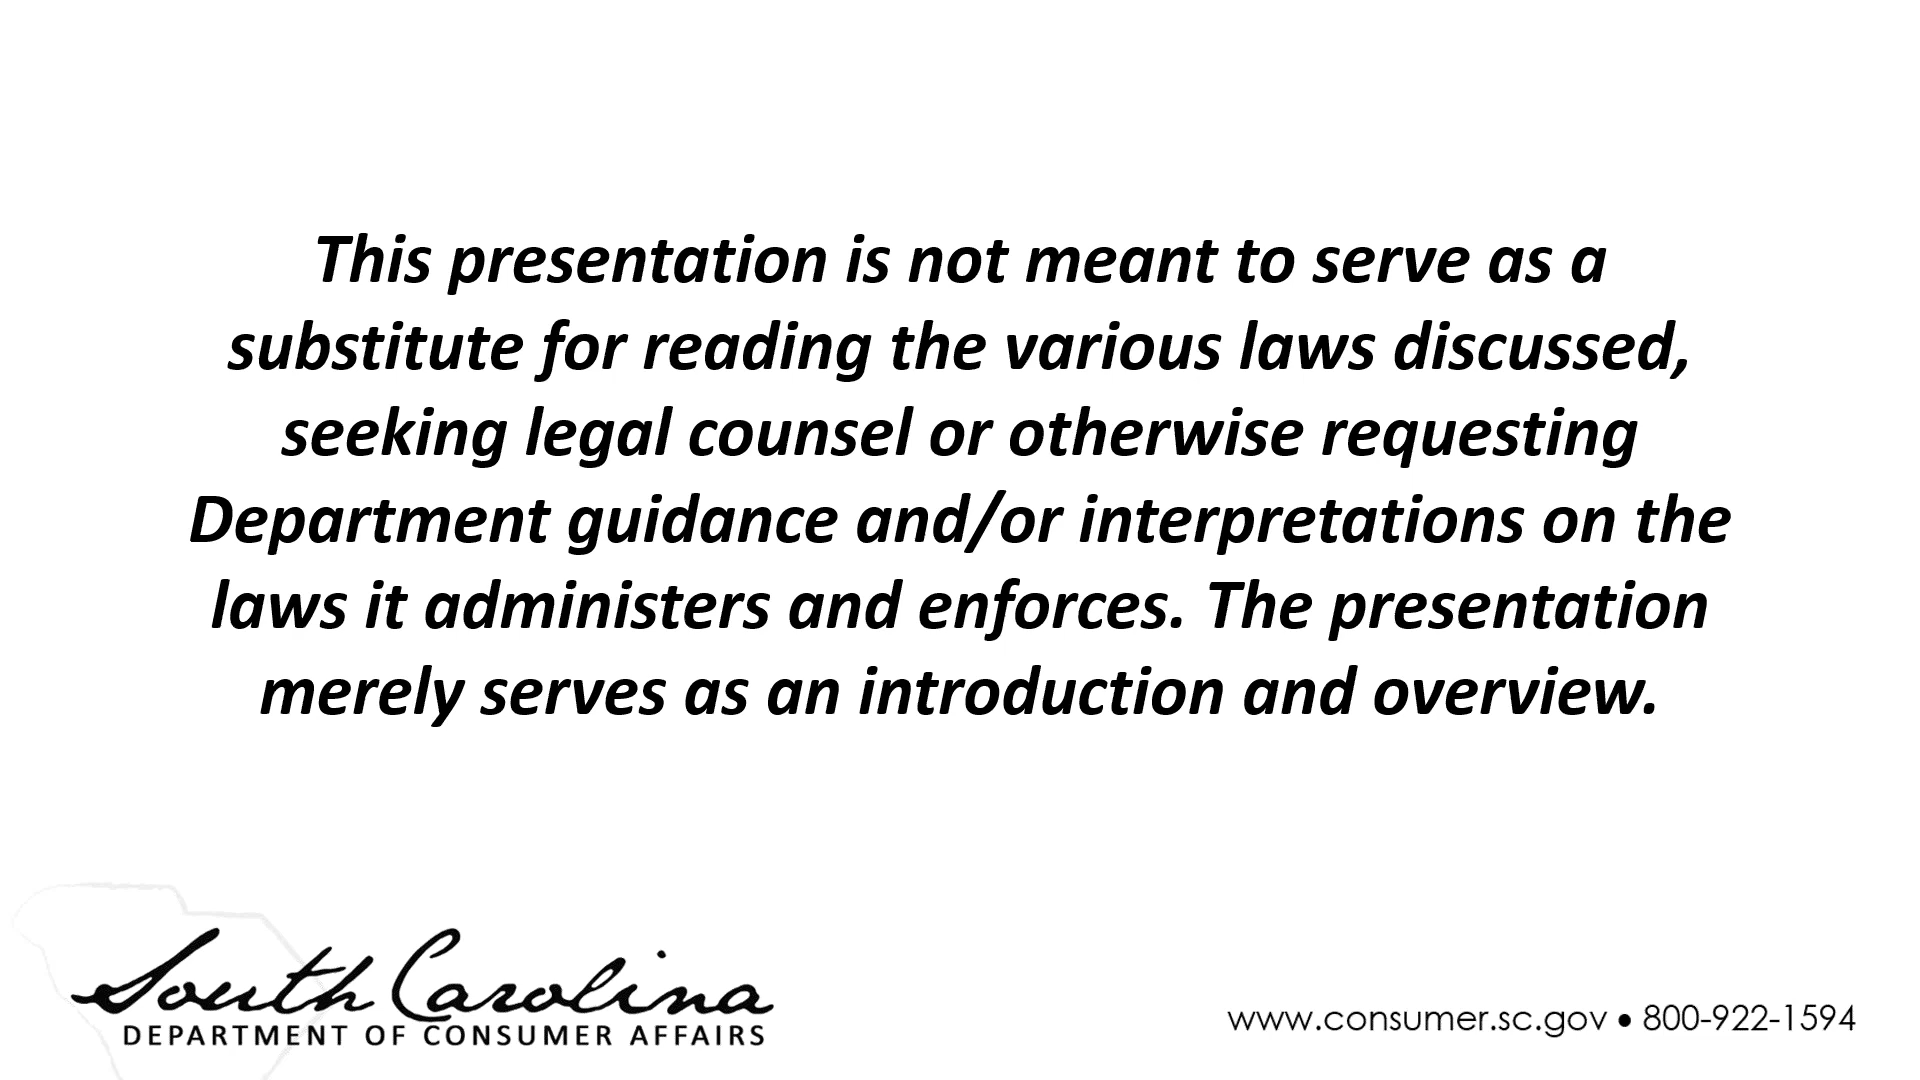 This presentation is not meant to serve as a
substitute for reading the various laws discussed,
seeking legal counsel or otherwise requesting
Department guidance and/or interpretations on the
laws it administers and enforces. The presentation
merely serves as an introduction and overview.
South Carolina
DEPARTMENT OF CONSUMER AFFAIRS
www.consumer.sc.gov • 800-922-1594